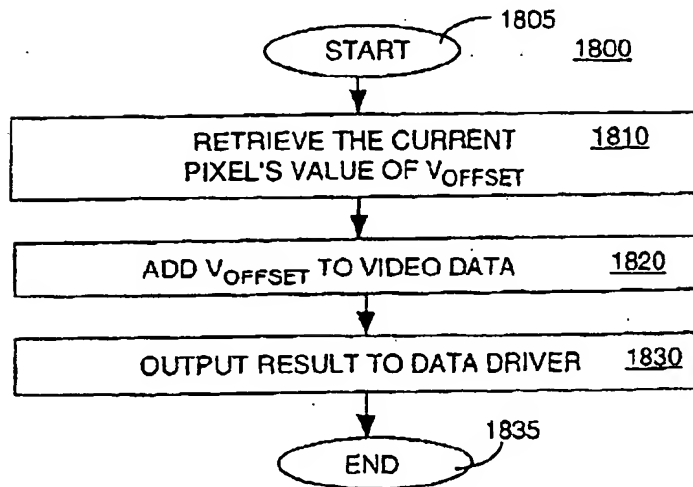 1805
START
1800
RETRIEVE THE CURRENT 1810
PIXEL'S VALUE OF VOFFSET
ADD VOFFSET TO VIDEO DATA 1820
OUTPUT RESULT TO DATA DRIVER 1830
1835
END